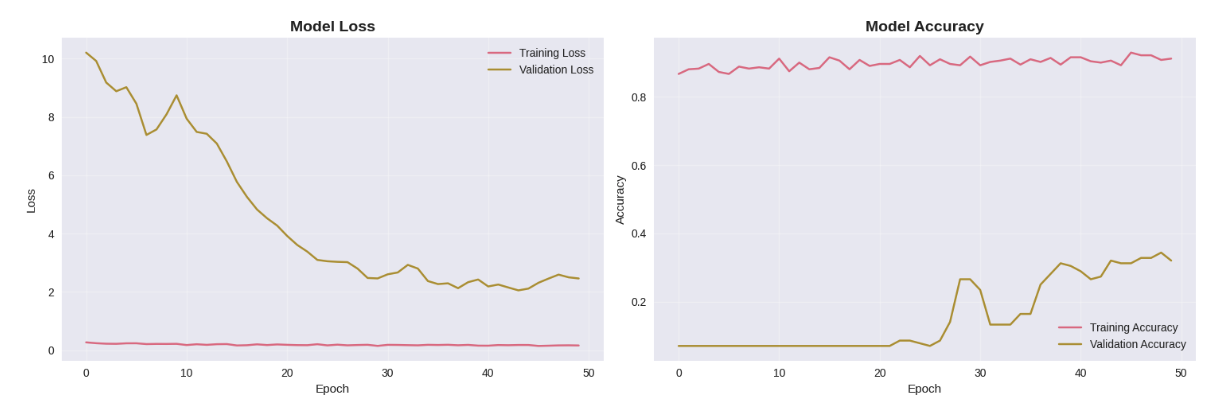 Model Loss
10
8
6
4
2
0
Loss
Training Loss
Validation Loss
0 10 20 30 40 50
Epoch
Model Accuracy
0.8
0.6
0.4
0.2
Accuracy
Training Accuracy
Validation Accuracy
0 10 20 30 40 50
Epoch